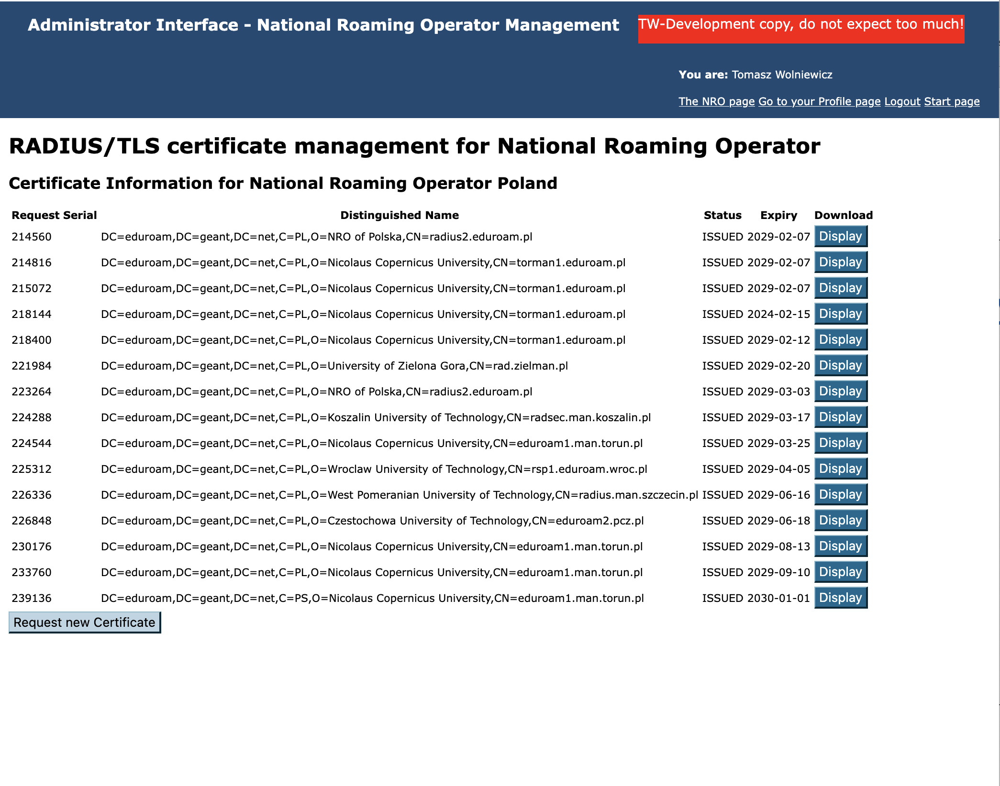 Administrator Interface - National Roaming Operator Management
TW-Development copy, do not expect too much!
You are: Tomasz Wolniewicz
The NRO page Go to your Profile page Logout Start page
RADIUS/TLS certificate management for National Roaming Operator
Certificate Information for National Roaming Operator Poland
Request Serial Distinguished Name Status Expiry Download
214560 DC=eduroam,DC=geant,DC=net,C=PL,O=NRO of Polska,CN=radius2.eduroam.pl ISSUED 2029-02-07 Display
214816 DC=eduroam,DC=geant,DC=net,C=PL,O=Nicolaus Copernicus University,CN=torman1.eduroam.pl ISSUED 2029-02-07 Display
215072 DC=eduroam,DC=geant,DC=net,C=PL,O=Nicolaus Copernicus University,CN=torman1.eduroam.pl ISSUED 2029-02-07 Display
218144 DC=eduroam,DC=geant,DC=net,C=PL,O=Nicolaus Copernicus University,CN=torman1.eduroam.pl ISSUED 2024-02-15 Display
218400 DC=eduroam,DC=geant,DC=net,C=PL,O=Nicolaus Copernicus University,CN=torman1.eduroam.pl ISSUED 2029-02-12 Display
221984 DC=eduroam,DC=geant,DC=net,C=PL,O=University of Zielona Gora,CN=rad.zielman.pl ISSUED 2029-02-20 Display
223264 DC=eduroam,DC=geant,DC=net,C=PL,O=NRO of Polska,CN=radius2.eduroam.pl ISSUED 2029-03-03 Display
224288 DC=eduroam,DC=geant,DC=net,C=PL,O=Koszalin University of Technology,CN=radsec.man.koszalin.pl ISSUED 2029-03-17 Display
224544 DC=eduroam,DC=geant,DC=net,C=PL,O=Nicolaus Copernicus University,CN=eduroam1.man.torun.pl ISSUED 2029-03-25 Display
225312 DC=eduroam,DC=geant,DC=net,C=PL,O=Wroclaw University of Technology,CN=rsp1.eduroam.wroc.pl ISSUED 2029-04-05 Display
226336 DC=eduroam,DC=geant,DC=net,C=PL,O=West Pomeranian University of Technology,CN=radius.man.szczecin.pl ISSUED 2029-06-16 Display
226848 DC=eduroam,DC=geant,DC=net,C=PL,O=Czestochowa University of Technology,CN=eduroam2.pcz.pl ISSUED 2029-06-18 Display
230176 DC=eduroam,DC=geant,DC=net,C=PL,O=Nicolaus Copernicus University,CN=eduroam1.man.torun.pl ISSUED 2029-08-13 Display
233760 DC=eduroam,DC=geant,DC=net,C=PL,O=Nicolaus Copernicus University,CN=eduroam1.man.torun.pl ISSUED 2029-09-10 Display
239136 DC=eduroam,DC=geant,DC=net,C=PS,O=Nicolaus Copernicus University,CN=eduroam1.man.torun.pl ISSUED 2030-01-01 Display
Request new Certificate